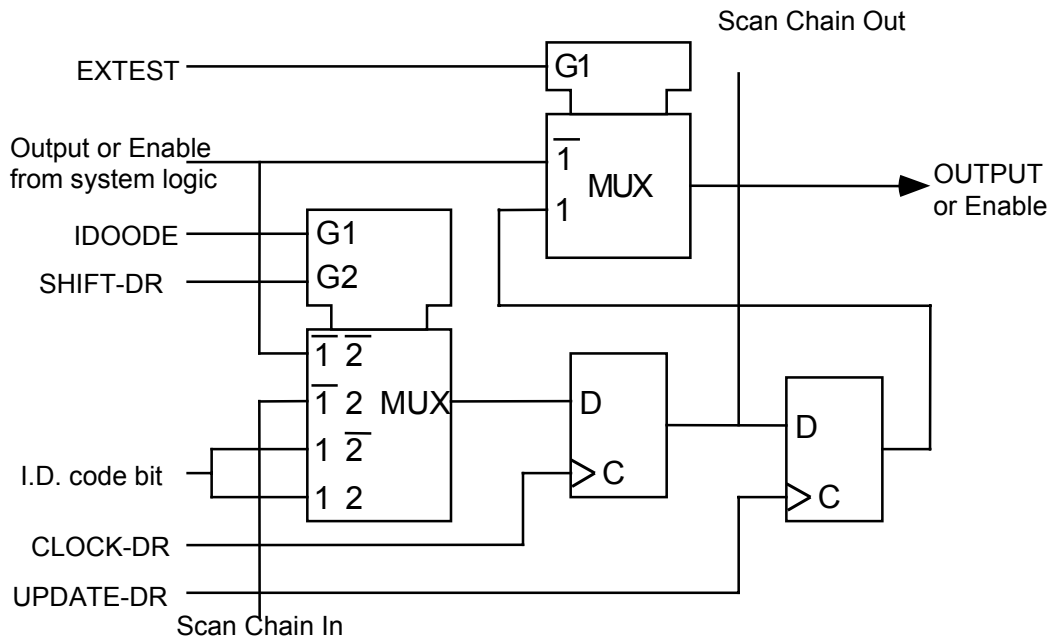 Scan Chain Out
EXTEST
G1
Output or Enable
from system logic
1
MUX
1
OUTPUT
or Enable
IDOODE
G1
SHIFT-DR
G2
1 2
1 2 MUX
1 2
1 2
I.D. code bit
D
C
D
C
CLOCK-DR
UPDATE-DR
Scan Chain In